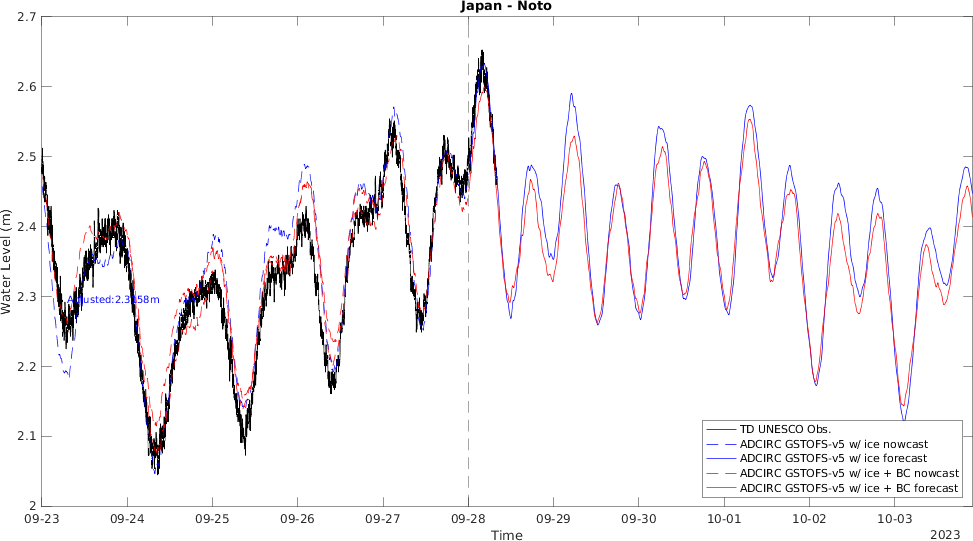 Japan - Noto
2.7
2.6
2.5
2.4
2.3
2.2
2.1
2
Water Level (m)
Adjusted:2.3158m
TD UNESCO Obs.
ADCIRC GSTOFS-v5 w/ ice nowcast
ADCIRC GSTOFS-v5 w/ ice forecast
ADCIRC GSTOFS-v5 w/ ice + BC nowcast
ADCIRC GSTOFS-v5 w/ ice + BC forecast
09-23 09-24 09-25 09-26 09-27 09-28 09-29 09-30 10-01 10-02 10-03
Time
2023